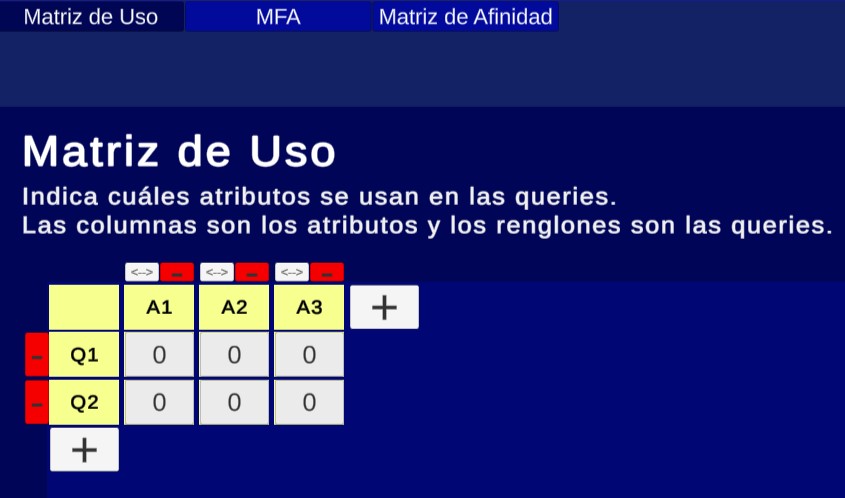 Matriz de Uso MFA Matriz de Afinidad
Matriz de Uso
Indica cuáles atributos se usan en las queries.
Las columnas son los atributos y los renglones son las queries.
<--> - <--> - <--> -
A1 A2 A3 +
- Q1 0 0 0
- Q2 0 0 0
+